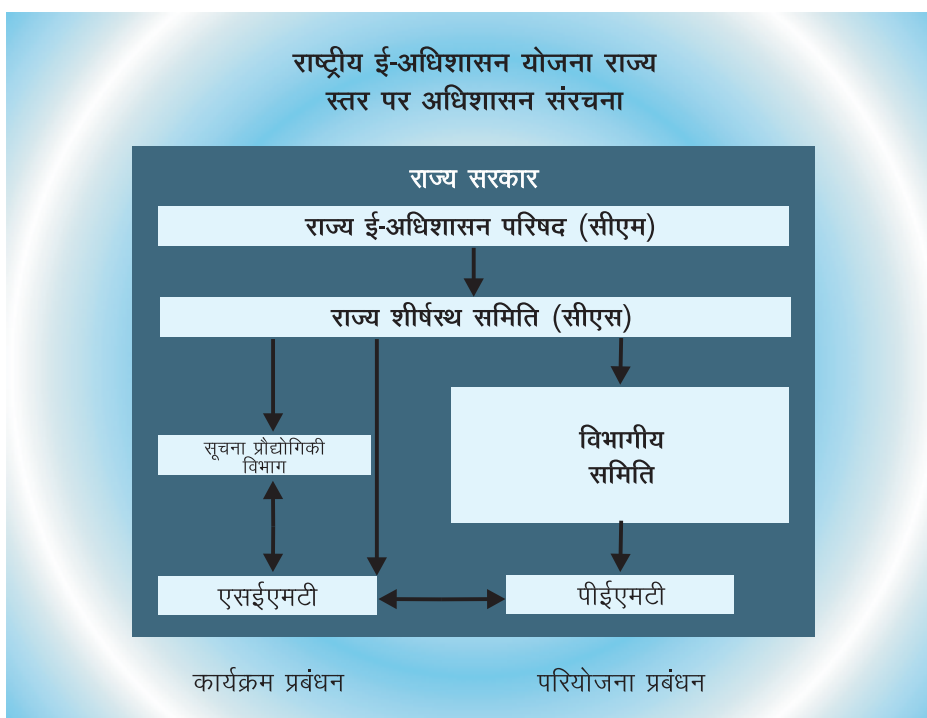 राष्ट्रीय ई-अधिशासन योजना राज्य
स्तर पर अधिशासन संरचना
राज्य सरकार
राज्य ई-अधिशासन परिषद (सीएम)
राज्य शीर्षस्थ समिति (सीएस)
सूचना प्रौद्योगिकी
विभाग
विभागीय
समिति
एसईएमटी
पीईएमटी
कार्यक्रम प्रबंधन
परियोजना प्रबंधन